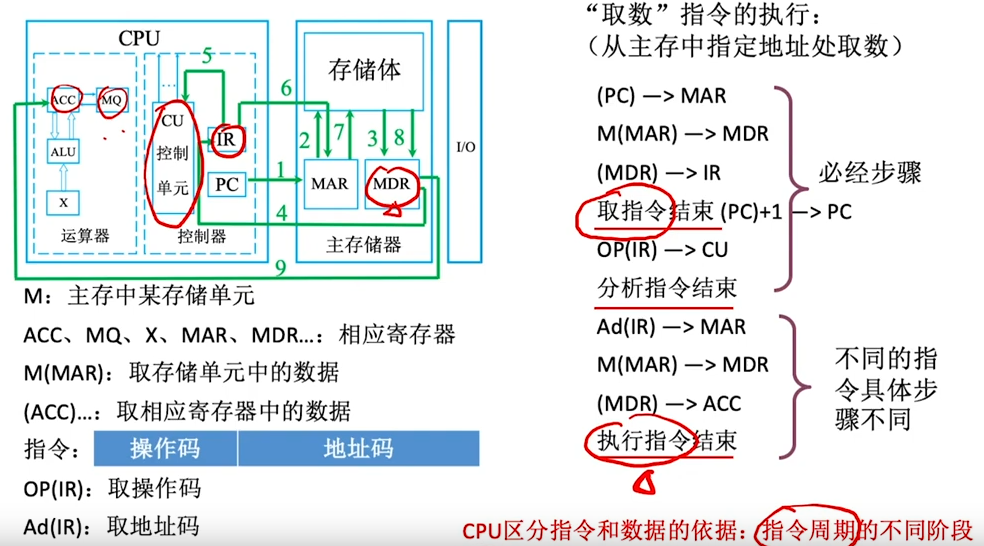 CPU
5
存储体
6
ACC
MQ
...
CU
控制
单元
IR
2
7
3
8
ALU
PC
1
MAR
MDR
I/O
X
4
运算器
控制器
主存储器
9
M：主存中某存储单元
ACC、MQ、X、MAR、MDR...：相应寄存器
M(MAR)：取存储单元中的数据
(ACC)...：取相应寄存器中的数据
指令： 操作码 地址码
OP(IR)：取操作码
Ad(IR)：取地址码
“取数”指令的执行：
（从主存中指定地址处取数）
(PC) —> MAR
M(MAR) —> MDR
(MDR) —> IR
取指令结束 (PC)+1 —> PC
OP(IR) —> CU
分析指令结束
必经步骤
Ad(IR) —> MAR
M(MAR) —> MDR
(MDR) —> ACC
执行指令结束
不同的指
令具体步
骤不同
CPU区分指令和数据的依据：指令周期的不同阶段